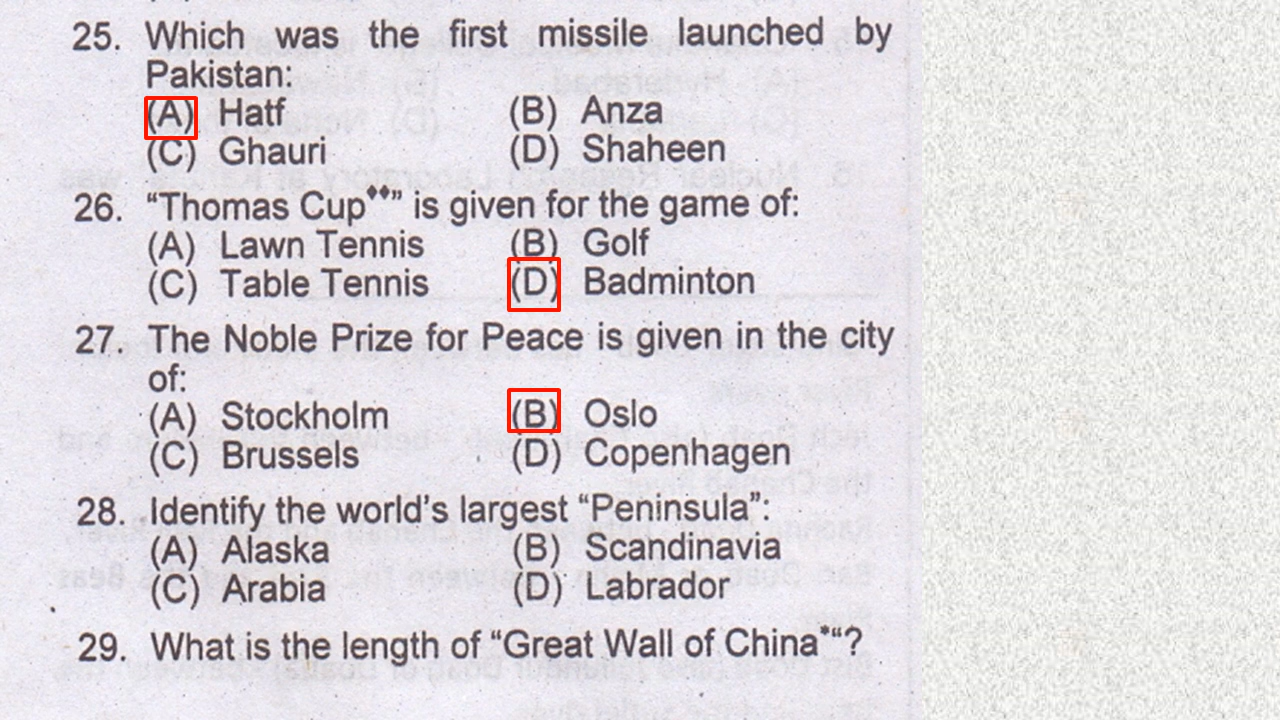 25. Which was the first missile launched by
Pakistan:
(A) Hatf (B) Anza
(C) Ghauri (D) Shaheen
26. “Thomas Cup♦♦” is given for the game of:
(A) Lawn Tennis (B) Golf
(C) Table Tennis (D) Badminton
27. The Noble Prize for Peace is given in the city
of:
(A) Stockholm (B) Oslo
(C) Brussels (D) Copenhagen
28. Identify the world’s largest “Peninsula”:
(A) Alaska (B) Scandinavia
(C) Arabia (D) Labrador
29. What is the length of “Great Wall of China*“?